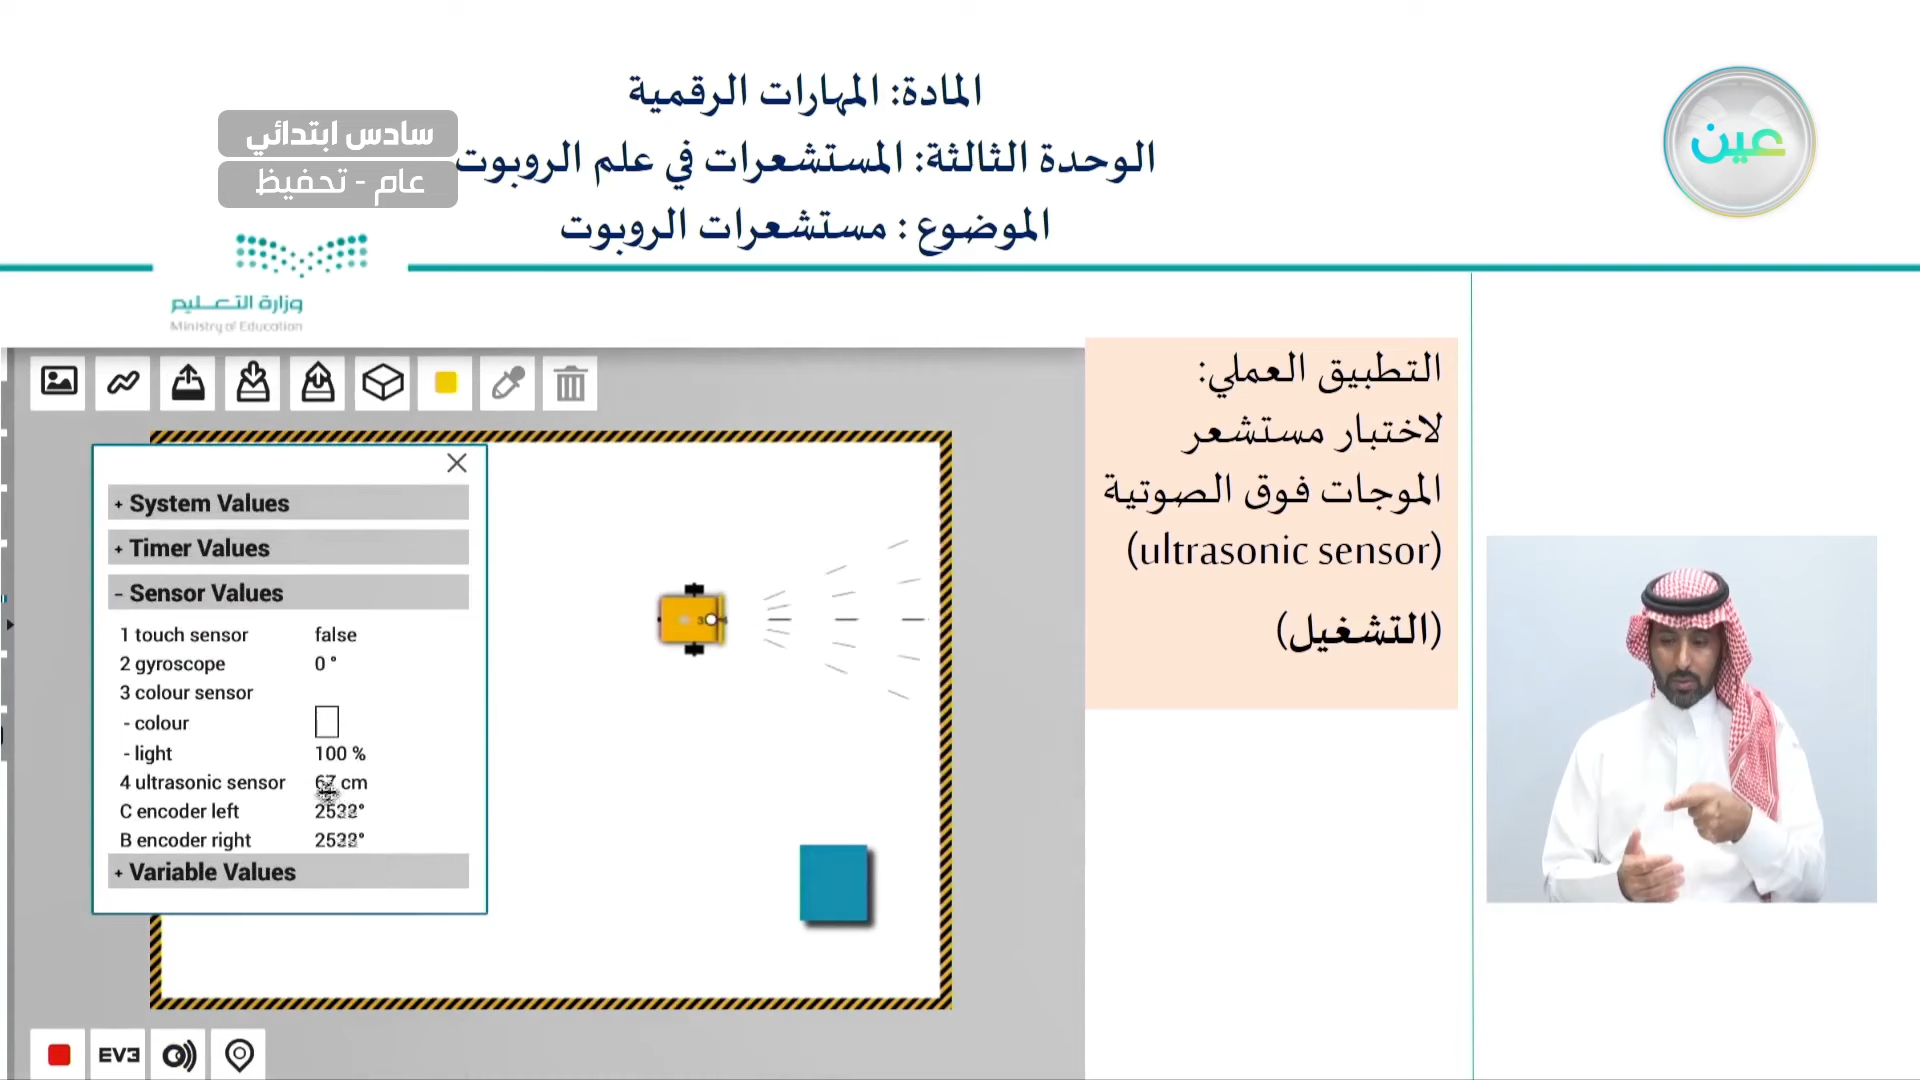 المادة: المهارات الرقمية
الوحدة الثالثة: المستشعرات في علم الروبوت
الموضوع : مستشعرات الروبوت
سادس ابتدائي
عام - تحفيظ
عين
وزارة التعليم
Ministry of Education
التطبيق العملي:
لاختبار مستشعر
الموجات فوق الصوتية
(ultrasonic sensor)
(التشغيل)
+ System Values
+ Timer Values
- Sensor Values
1 touch sensor false
2 gyroscope 0 °
3 colour sensor
- colour
- light 100 %
4 ultrasonic sensor 67 cm
C encoder left
B encoder right
+ Variable Values
EV3